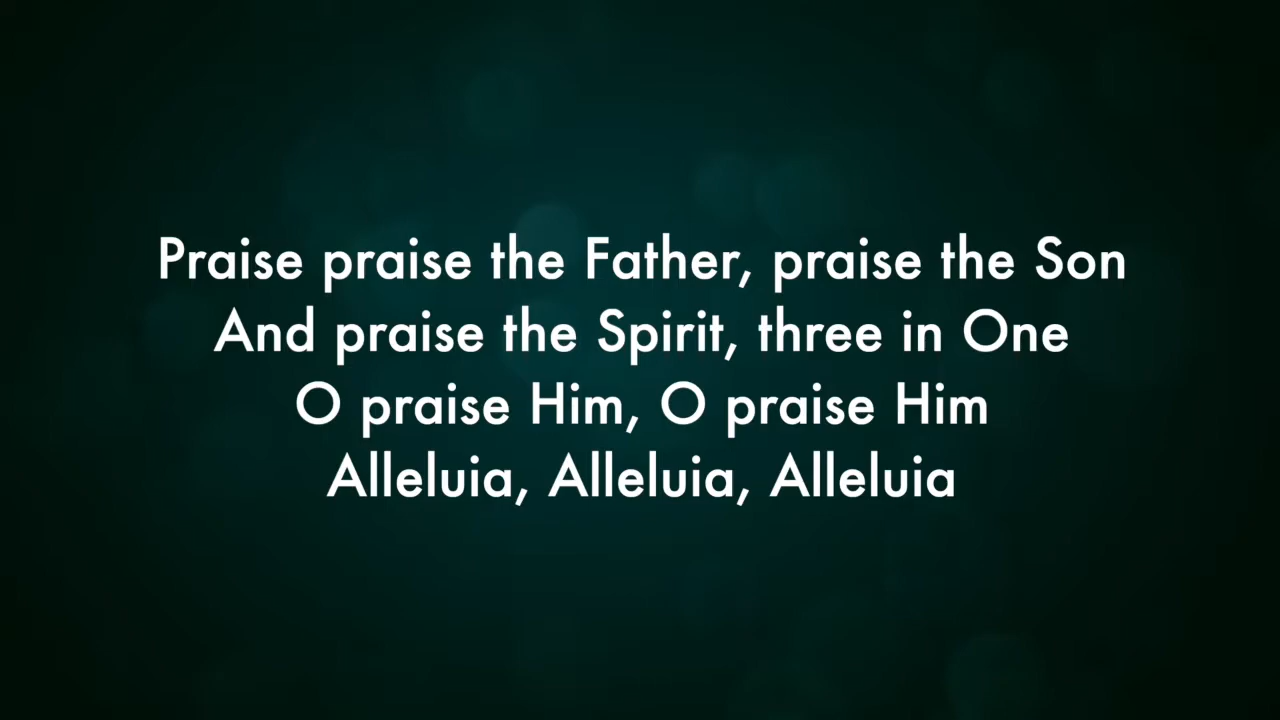 Praise praise the Father, praise the Son
And praise the Spirit, three in One
O praise Him, O praise Him
Alleluia, Alleluia, Alleluia